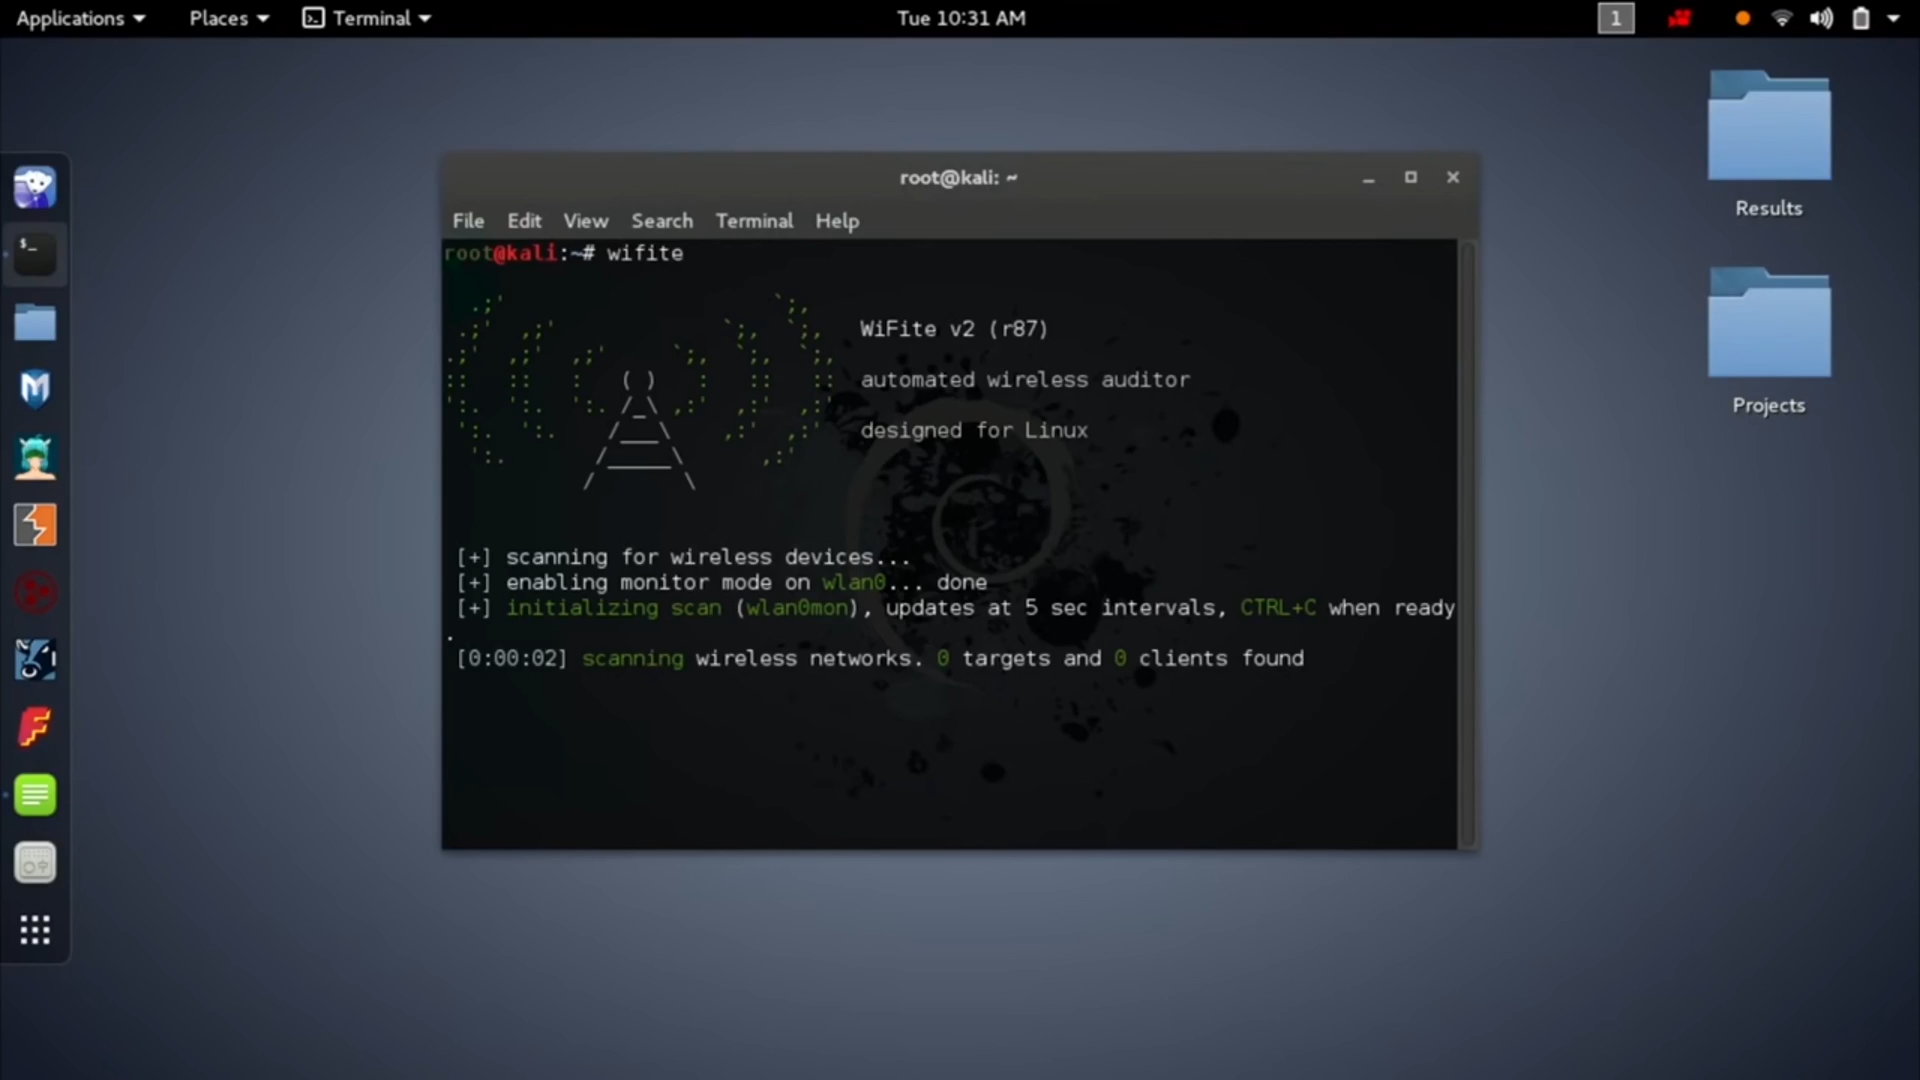 Applications
Places
Terminal
Tue 10:31 AM
1
Results
Projects
root@kali: ~
File Edit View Search Terminal Help
root@kali:~# wifite
WiFite v2 (r87)
automated wireless auditor
designed for Linux
[+] scanning for wireless devices...
[+] enabling monitor mode on wlan0... done
[+] initializing scan (wlan0mon), updates at 5 sec intervals, CTRL+C when ready
.
[0:00:02] scanning wireless networks. 0 targets and 0 clients found